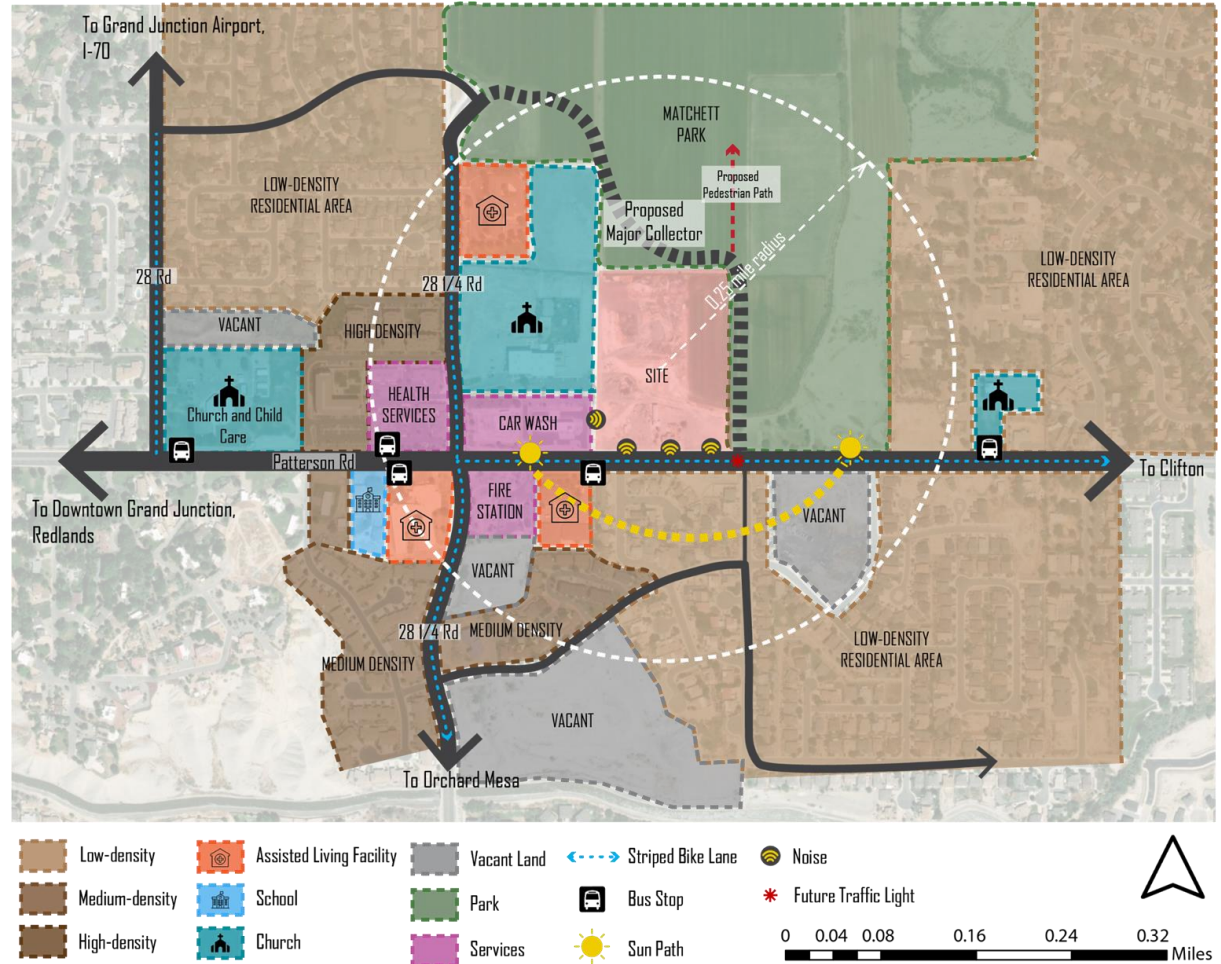 To Grand Junction Airport,
I-70
MATCHETT
PARK
LOW-DENSITY
RESIDENTIAL AREA
Proposed
Pedestrian Path
Proposed
Major Collector
0.25 mile radius
LOW-DENSITY
RESIDENTIAL AREA
28 Rd
28 1/4 Rd
VACANT
HIGH DENSITY
SITE
HEALTH
SERVICES
CAR WASH
Church and Child
Care
Patterson Rd
To Clifton
To Downtown Grand Junction,
Redlands
FIRE
STATION
VACANT
VACANT
28 1/4 Rd
MEDIUM DENSITY
MEDIUM DENSITY
LOW-DENSITY
RESIDENTIAL AREA
VACANT
To Orchard Mesa
Low-density
Assisted Living Facility
Vacant Land
Striped Bike Lane
Noise
Medium-density
School
Park
Bus Stop
Future Traffic Light
High-density
Church
Services
Sun Path
0 0.04 0.08 0.16 0.24 0.32
Miles